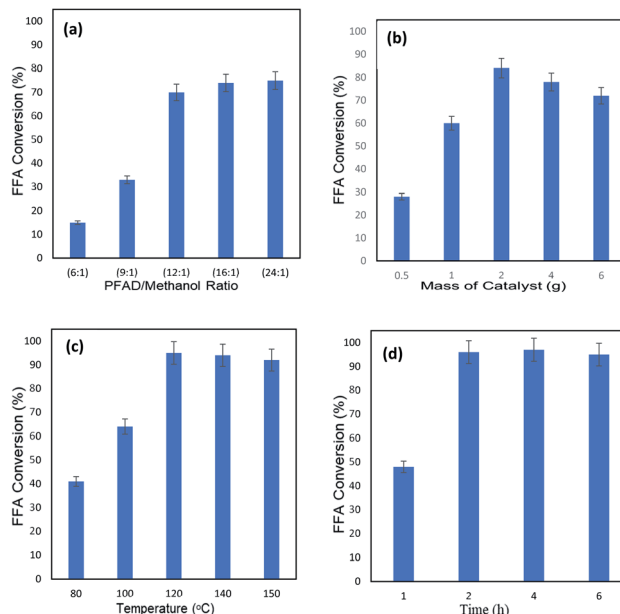 (a)
FFA Conversion (%)
100
90
80
70
60
50
40
30
20
10
0
(6:1) (9:1) (12:1) (16:1) (24:1)
PFAD/Methanol Ratio
(b)
FFA Conversion (%)
100
90
80
70
60
50
40
30
20
10
0
0.5 1 2 4 6
Mass of Catalyst (g)
(c)
FFA Conversion (%)
100
90
80
70
60
50
40
30
20
10
0
80 100 120 140 150
Temperature (°C)
(d)
FFA Conversion (%)
100
90
80
70
60
50
40
30
20
10
0
1 2 4 6
Time (h)